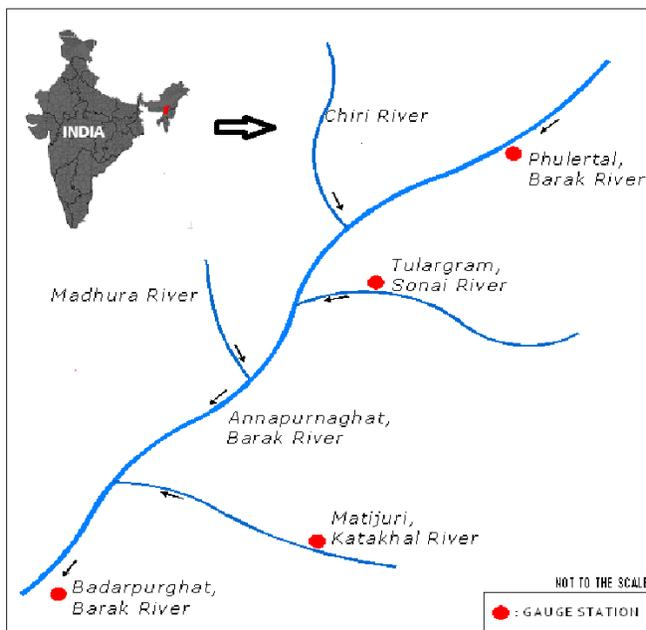 INDIA
Chiri River
Phulertal,
Barak River
Tulargram,
Sonai River
Madhura River
Annapurnaghat,
Barak River
Matijuri,
Katakhal River
Badarpurghat,
Barak River
NOT TO THE SCALE
: GAUGE STATION